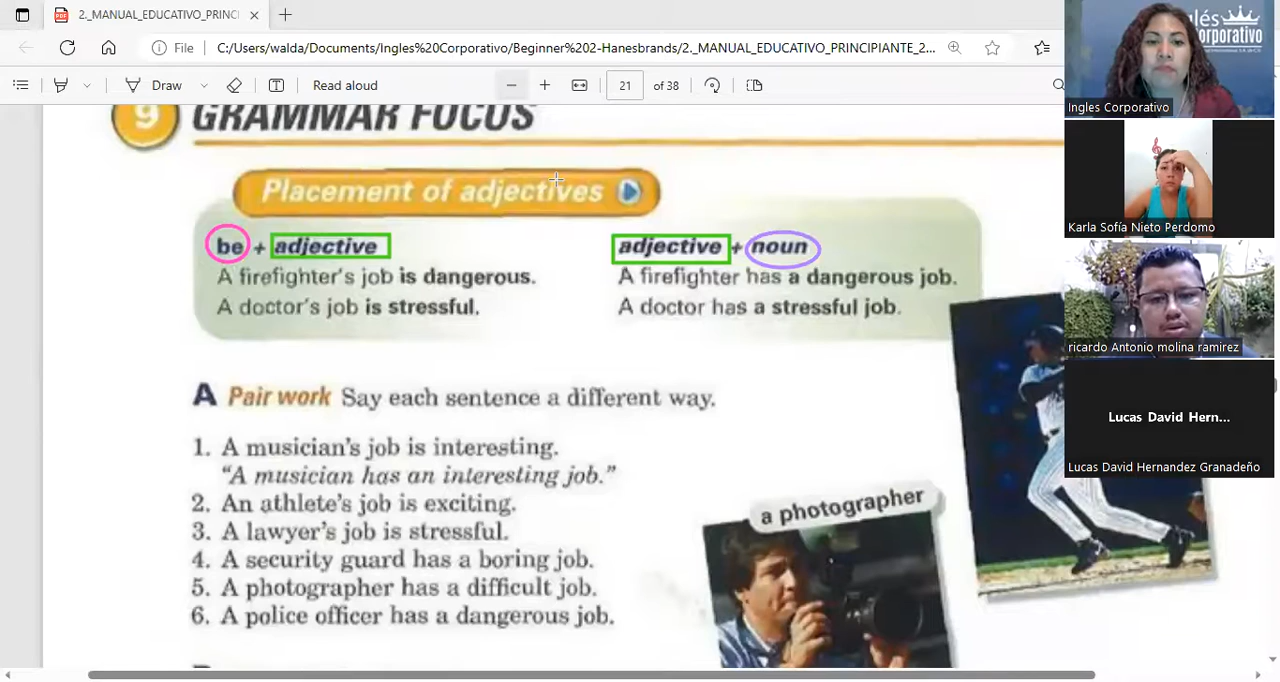 2._MANUAL_EDUCATIVO_PRINCI
File
C:/Users/walda/Documents/Ingles%20Corporativo/Beginner%202-Hanesbrands/2._MANUAL_EDUCATIVO_PRINCIPIANTE_2...
Draw
Read aloud
21 of 38
9 GRAMMAR FOCUS
Placement of adjectives
be + adjective
A firefighter's job is dangerous.
A doctor's job is stressful.
adjective + noun
A firefighter has a dangerous job.
A doctor has a stressful job.
A Pair work Say each sentence a different way.
1. A musician's job is interesting.
"A musician has an interesting job."
2. An athlete's job is exciting.
3. A lawyer's job is stressful.
4. A security guard has a boring job.
5. A photographer has a difficult job.
6. A police officer has a dangerous job.
a photographer
Corporativo
Ingles Corporativo
Karla Sofía Nieto Perdomo
ricardo Antonio molina ramirez
Lucas David Hern...
Lucas David Hernandez Granadeño